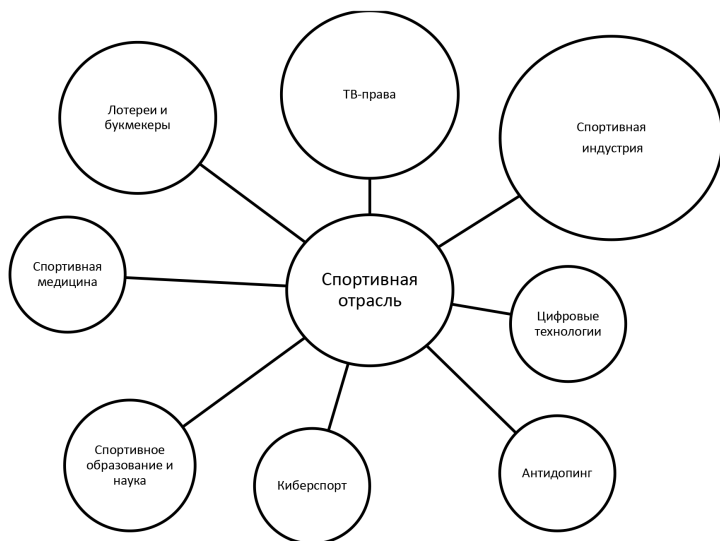 ТВ-права
Лотереи и
букмекеры
Спортивная
индустрия
Спортивная
медицина
Спортивная
отрасль
Цифровые
технологии
Спортивное
образование и
наука
Киберспорт
Антидопинг